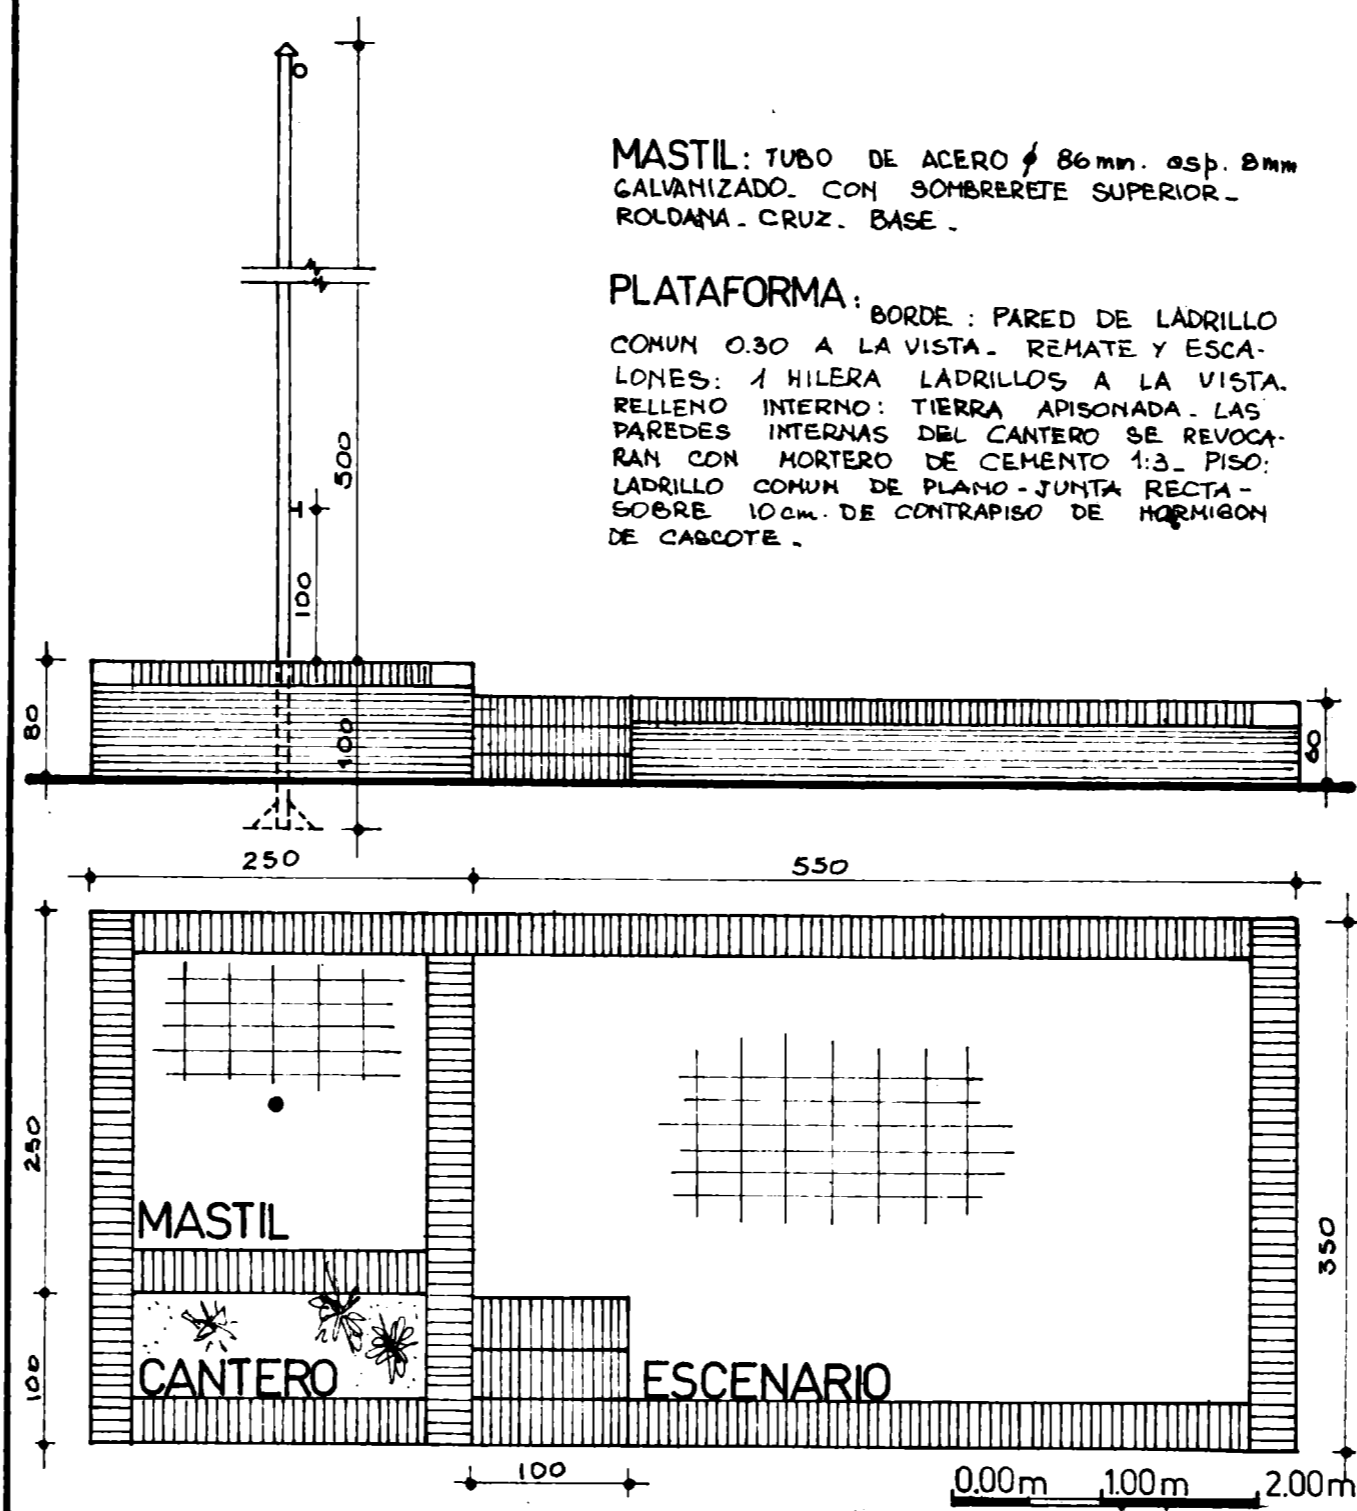 MASTIL: TUBO DE ACERO ϕ 86mm. esp. 8mm
GALVANIZADO. CON SOMBRERETE SUPERIOR-
ROLDANA. CRUZ. BASE.
PLATAFORMA:
BORDE: PARED DE LADRILLO
COMUN 0.30 A LA VISTA. REMATE Y ESCA-
LONES: 1 HILERA LADRILLOS A LA VISTA.
RELLENO INTERNO: TIERRA APISONADA. LAS
PAREDES INTERNAS DEL CANTERO SE REVOCA-
RAN CON MORTERO DE CEMENTO 1:3_ PISO:
LADRILLO COMUN DE PLANO-JUNTA RECTA-
SOBRE 10cm. DE CONTRAPISO DE HORMIGON
DE CASCOTE.
500
100
80
100
60
250
550
250
MASTIL
350
100
CANTERO
ESCENARIO
100
0.00m 1.00m 2.00m